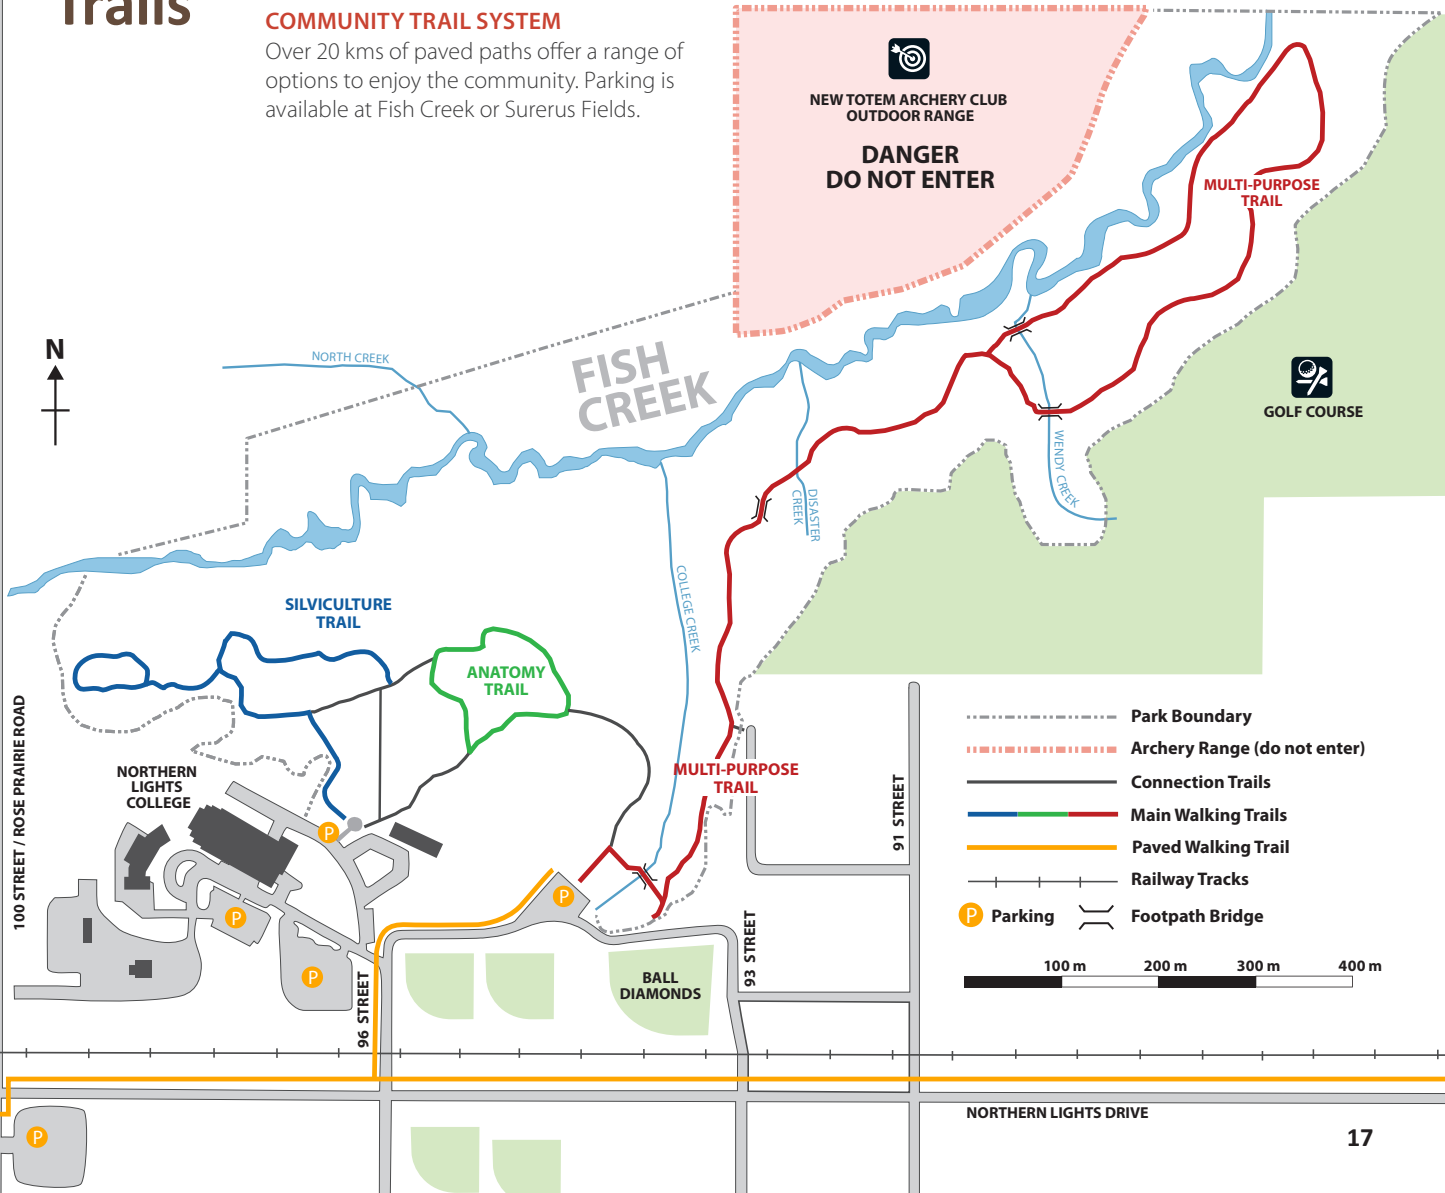 Trails
COMMUNITY TRAIL SYSTEM
Over 20 kms of paved paths offer a range of
options to enjoy the community. Parking is
available at Fish Creek or Surerus Fields.
NEW TOTEM ARCHERY CLUB
OUTDOOR RANGE
DANGER
DO NOT ENTER
MULTI-PURPOSE
TRAIL
N
NORTH CREEK
FISH
CREEK
GOLF COURSE
WENDY CREEK
DISASTER
CREEK
COLLEGE CREEK
SILVICULTURE
TRAIL
ANATOMY
TRAIL
100 STREET / ROSE PRAIRIE ROAD
NORTHERN
LIGHTS
COLLEGE
MULTI-PURPOSE
TRAIL
91 STREET
Park Boundary
Archery Range (do not enter)
Connection Trails
Main Walking Trails
Paved Walking Trail
Railway Tracks
P Parking
Footpath Bridge
100 m 200 m 300 m 400 m
P
P
P
P
96 STREET
93 STREET
BALL
DIAMONDS
NORTHERN LIGHTS DRIVE
P
17